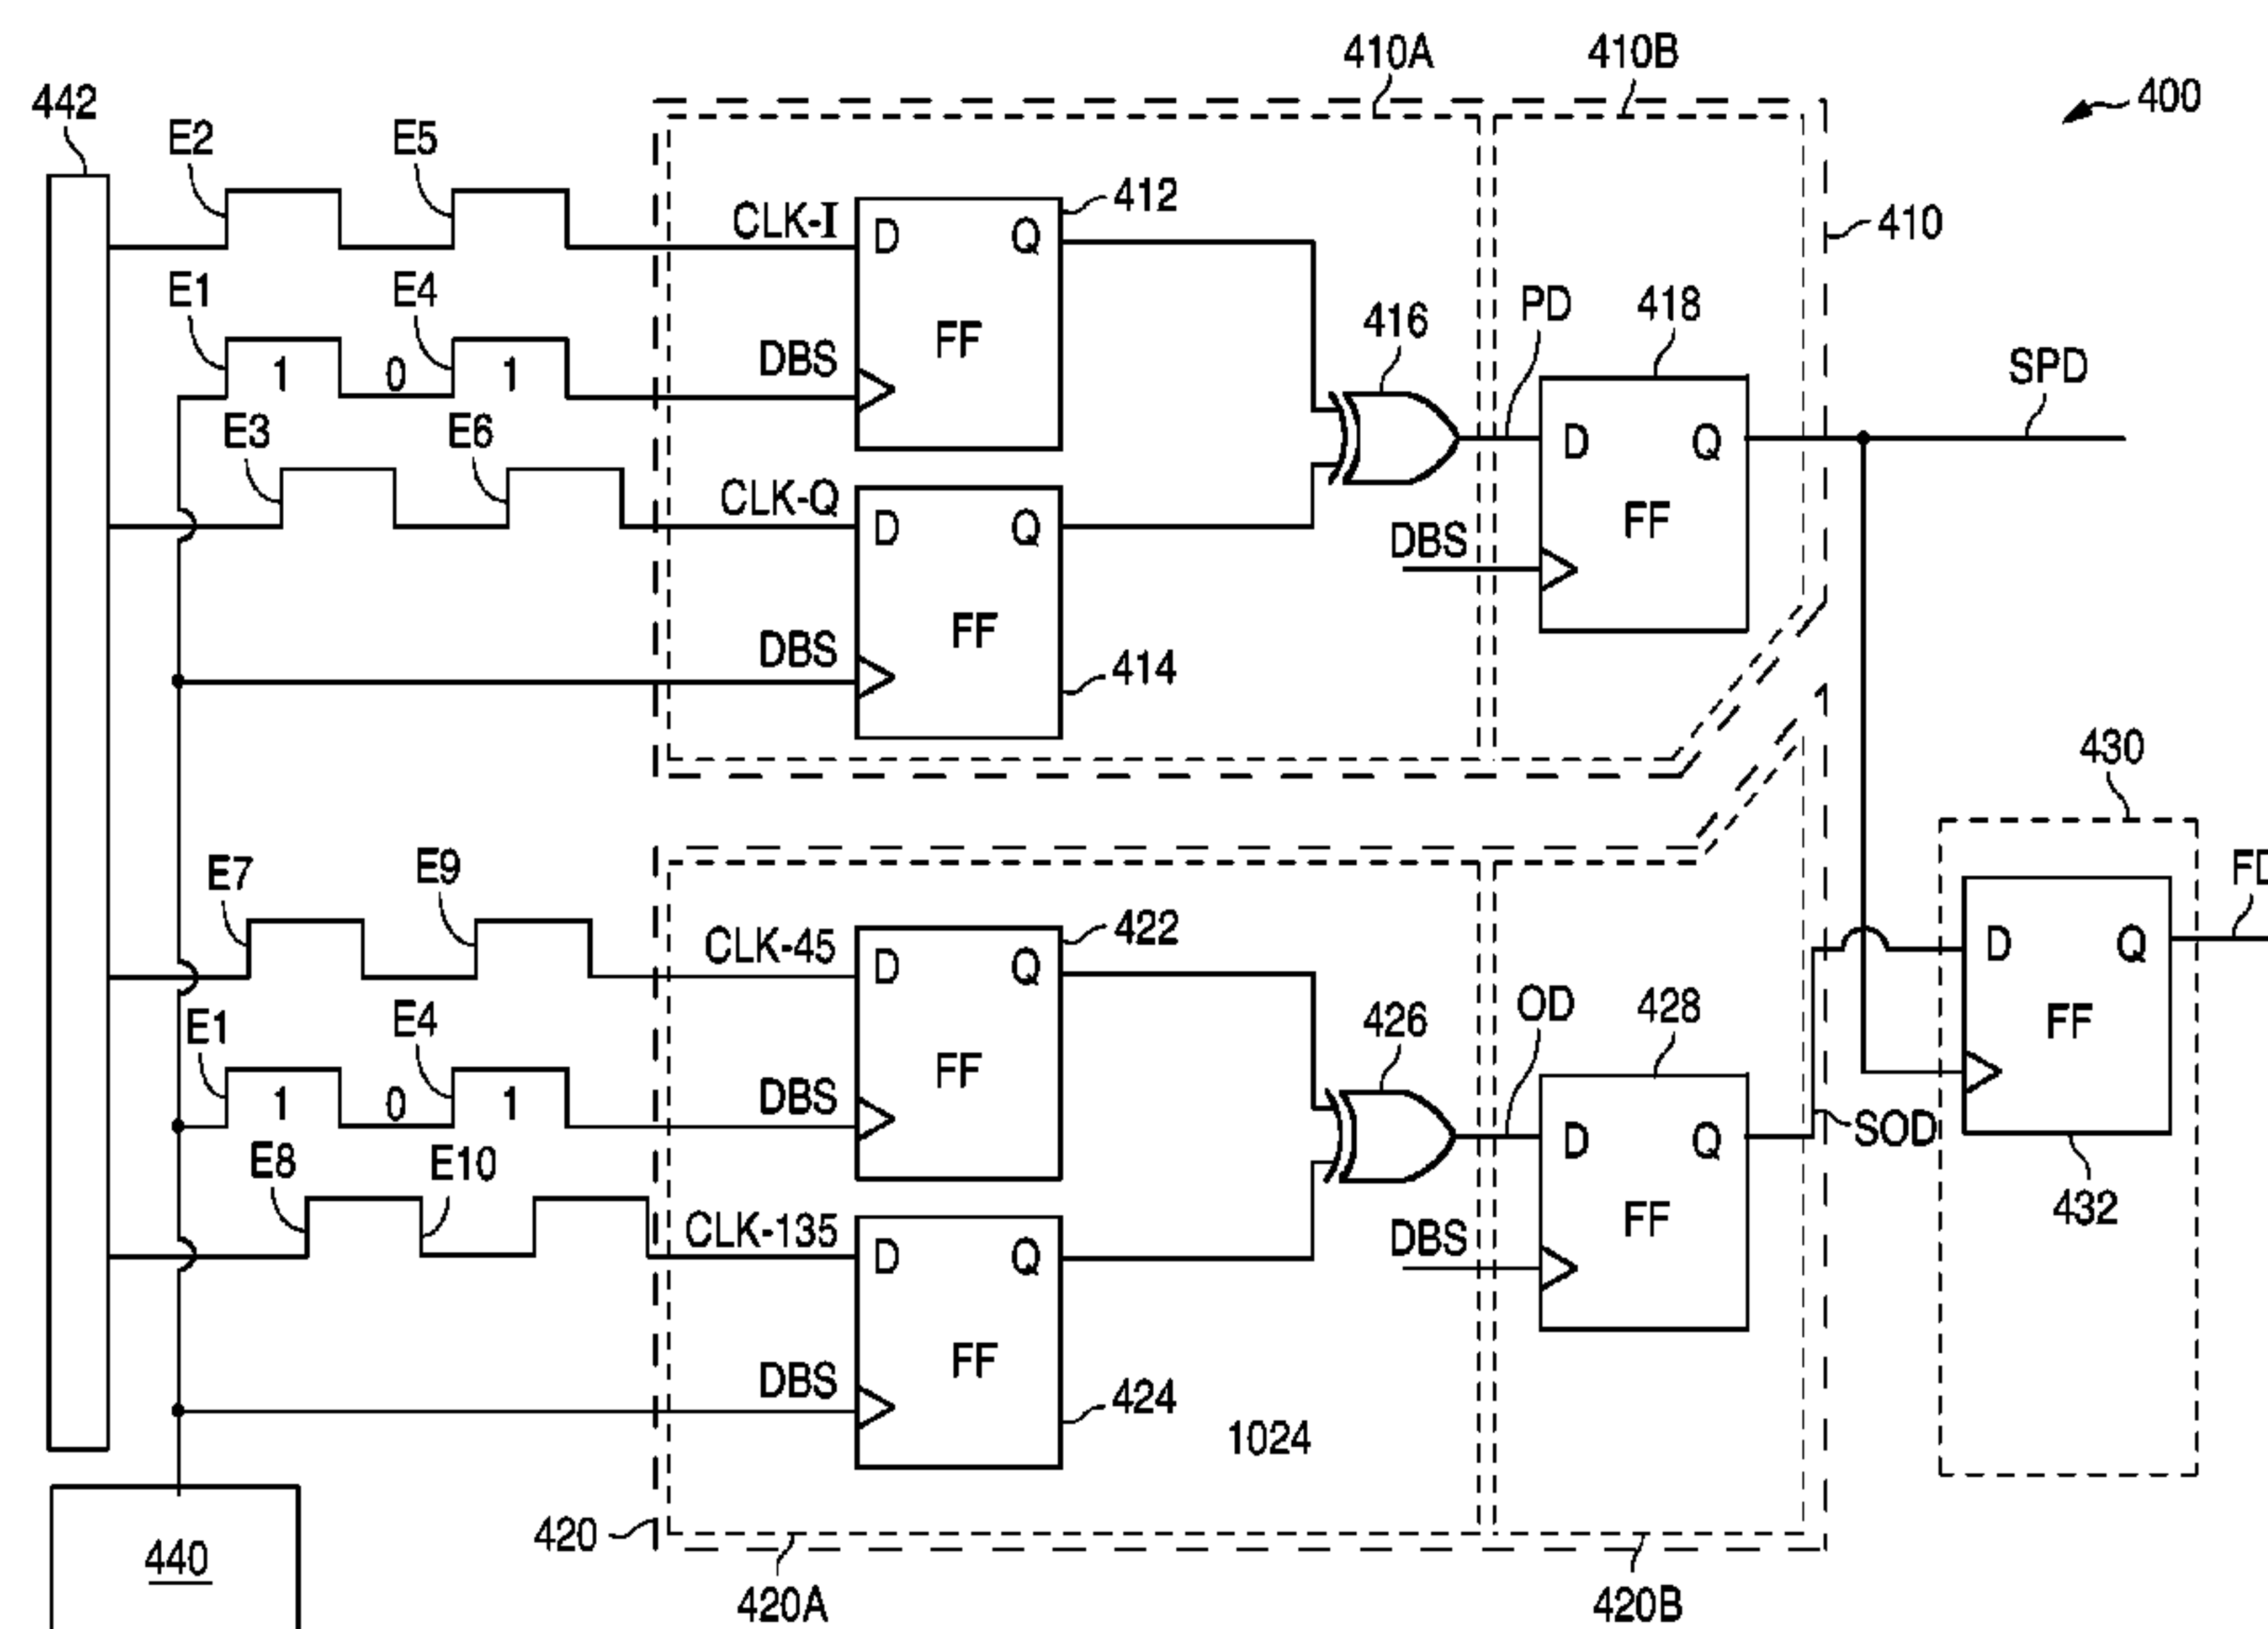 410A
410B
400
442
E2
E5
CLK-I
D
Q
412
410
FF
E1
E4
1
0
1
DBS
416
PD
418
SPD
E3
E6
CLK-Q
D
Q
D
Q
FF
DBS
FF
DBS
414
430
E7
E9
CLK-45
D
Q
422
FD
D
Q
FF
E1
E4
1
0
1
DBS
FF
426
OD
428
SOD
432
E8
E10
CLK-135
D
Q
D
Q
FF
DBS
FF
DBS
424
1024
420
440
420A
420B